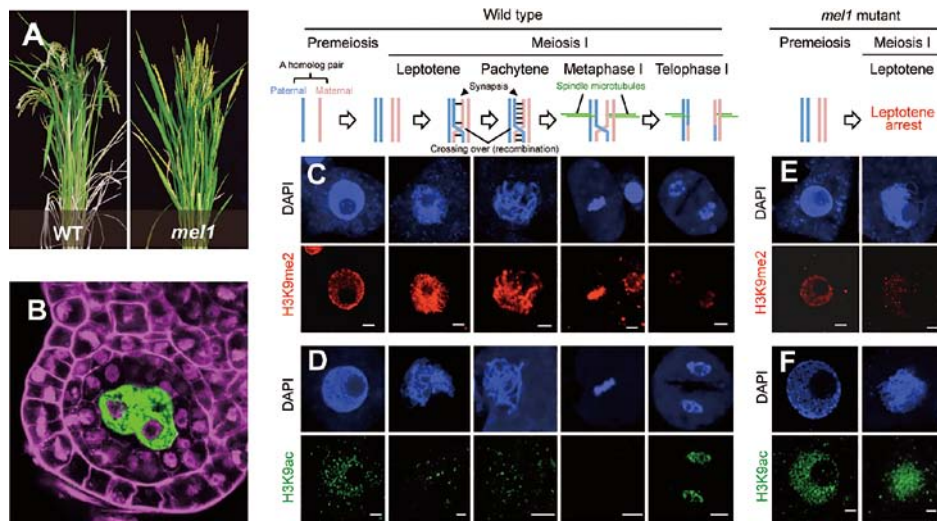 A
WT
mel1
B
Wild type
Premeiosis
Meiosis I
A homolog pair
Paternal
Maternal
Leptotene
Pachytene
Metaphase I
Telophase I
Synapsis
Spindle microtubules
Crossing over (recombination)
mel1 mutant
Premeiosis
Meiosis I
Leptotene
Leptotene
arrest
C
DAPI
H3K9me2
D
DAPI
H3K9ac
E
DAPI
H3K9me2
F
DAPI
H3K9ac